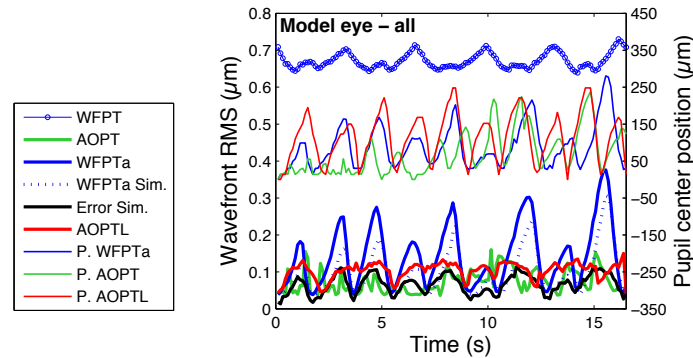 Model eye – all
WFPT
AOPT
WFPTa
WFPTa Sim.
Error Sim.
AOPTL
P. WFPTa
P. AOPT
P. AOPTL
Wavefront RMS (µm)
0.8
0.7
0.6
0.5
0.4
0.3
0.2
0.1
0
450
350
250
150
50
−50
−150
−250
−350
Pupil center position (µm)
0 5 10 15
Time (s)